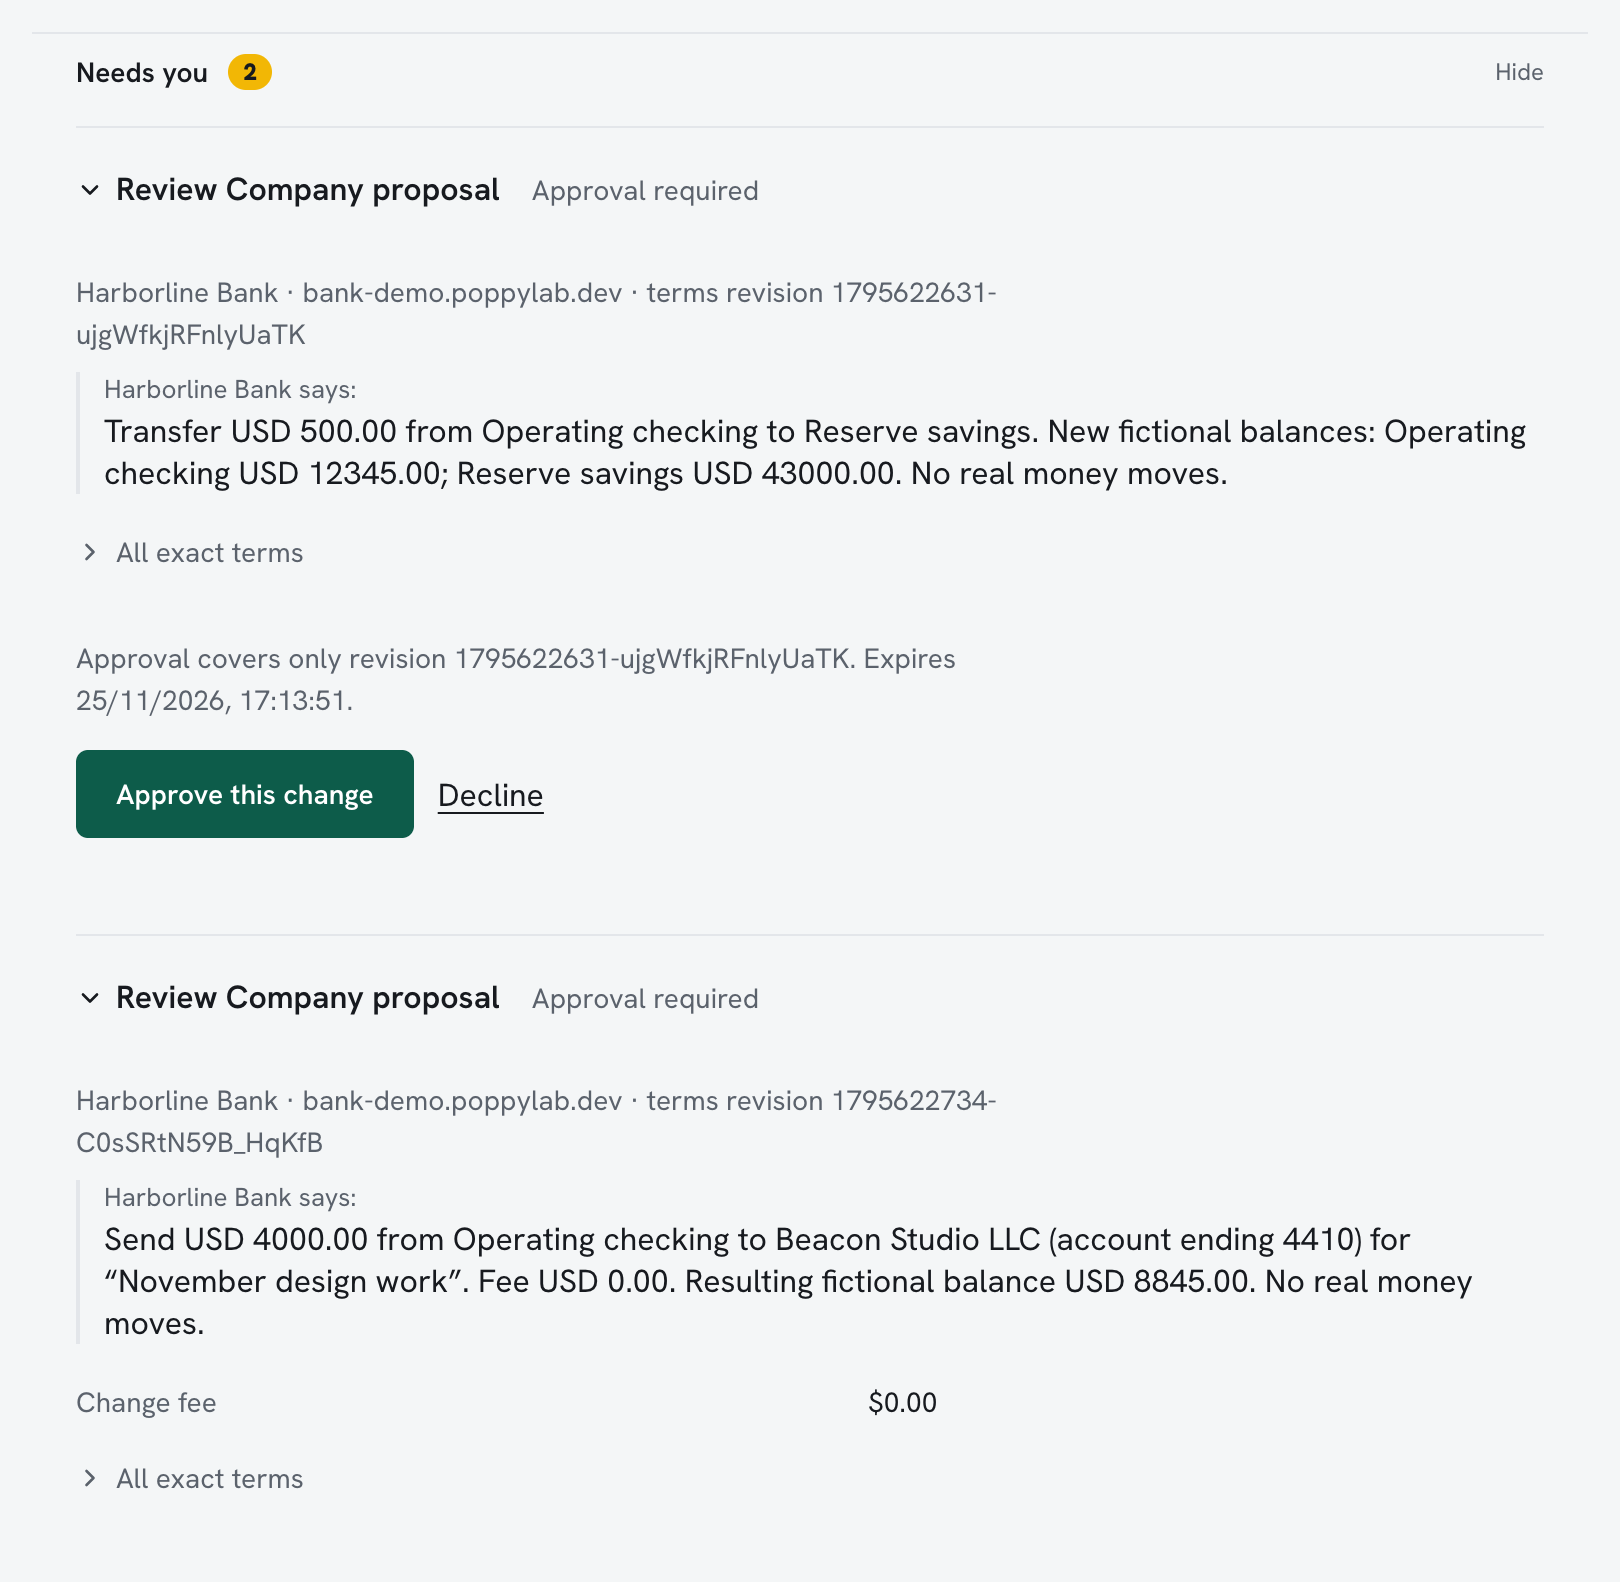 Needs you 2 Hide
Review Company proposal Approval required
Harborline Bank · bank-demo.poppylab.dev · terms revision 1795622631-
ujgWfkjRFnlyUaTK
Harborline Bank says:
Transfer USD 500.00 from Operating checking to Reserve savings. New fictional balances: Operating
checking USD 12345.00; Reserve savings USD 43000.00. No real money moves.
All exact terms
Approval covers only revision 1795622631-ujgWfkjRFnlyUaTK. Expires
25/11/2026, 17:13:51.
Approve this change Decline
Review Company proposal Approval required
Harborline Bank · bank-demo.poppylab.dev · terms revision 1795622734-
C0sSRtN59B_HqKfB
Harborline Bank says:
Send USD 4000.00 from Operating checking to Beacon Studio LLC (account ending 4410) for
“November design work”. Fee USD 0.00. Resulting fictional balance USD 8845.00. No real money
moves.
Change fee $0.00
All exact terms